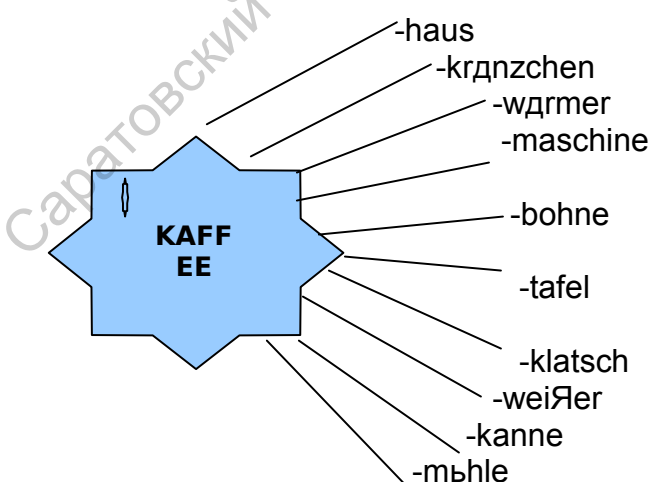 Саратовский
-haus
-krдnzchen
-wдrmer
-maschine
-bohne
KAFF
EE
-tafel
-klatsch
-weiЯer
-kanne
-mьhle